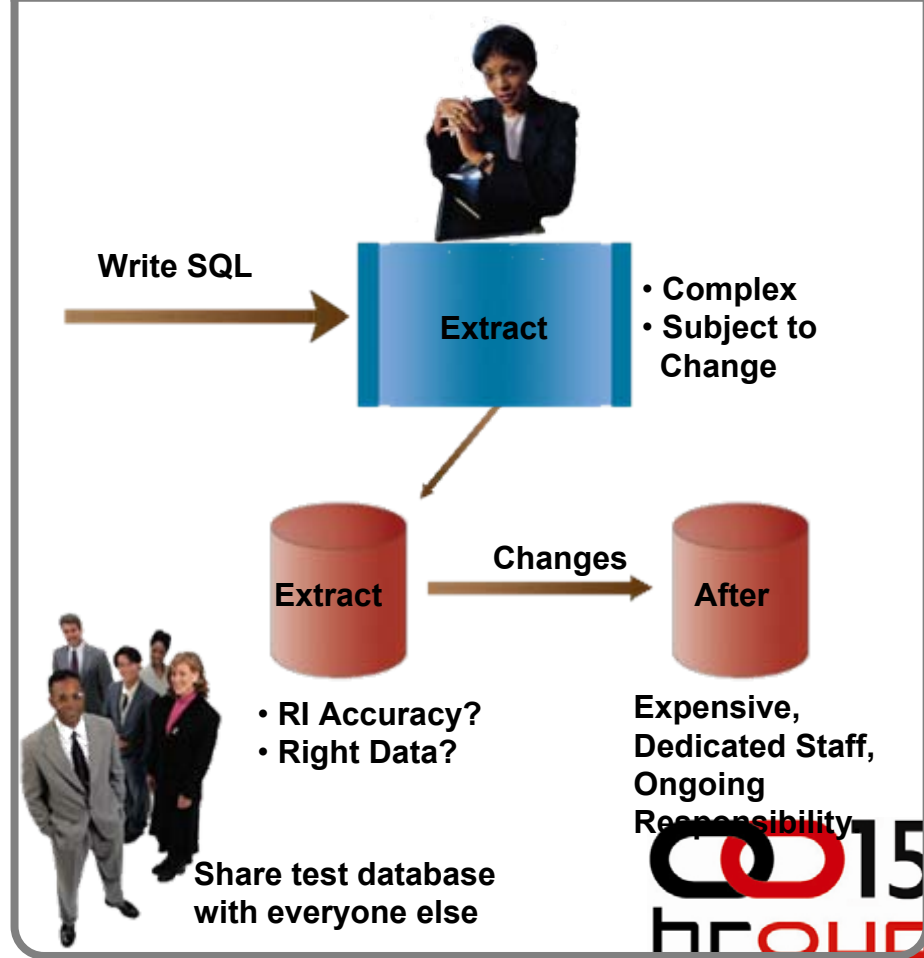 Write SQL
Extract
• Complex
• Subject to
Change
Extract
Changes
After
• RI Accuracy?
• Right Data?
Expensive,
Dedicated Staff,
Ongoing
Responsibility
Share test database
with everyone else
15